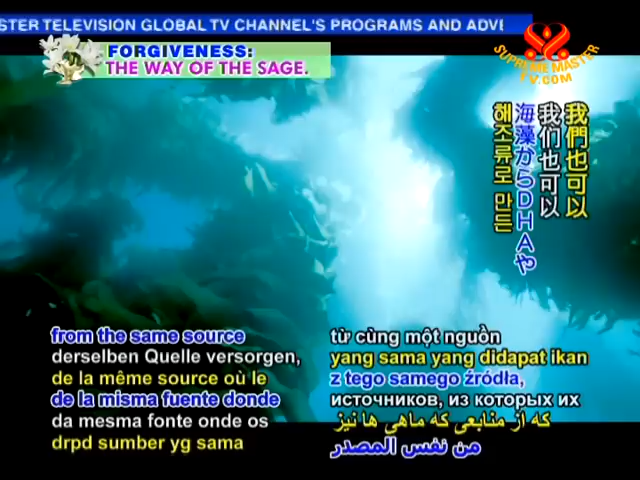 STER TELEVISION GLOBAL TV CHANNEL'S PROGRAMS AND ADVE
FORGIVENESS:
THE WAY OF THE SAGE.
SUPREME MASTER
TV.COM
我們也可以
我们也可以
海藻からDHAや
해조류로 만든
from the same source
derselben Quelle versorgen,
de la même source où le
de la misma fuente donde
da mesma fonte onde os
drpd sumber yg sama
từ cùng một nguồn
yang sama yang didapat ikan
z tego samego źródła,
источников, из которых их
که از منابعی که ماهی ها نیز
من نفس المصدر